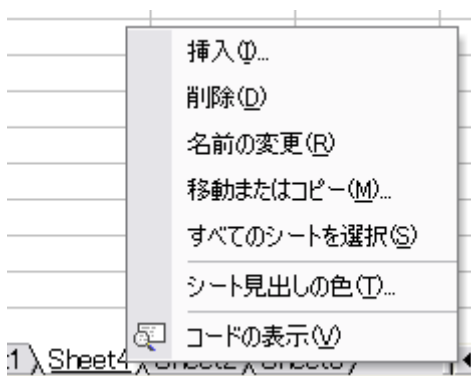 挿入(I)...
削除(D)
名前の変更(R)
移動またはコピー(M)...
すべてのシートを選択(S)
シート見出しの色(T)...
コードの表示(V)
1 Sheet4